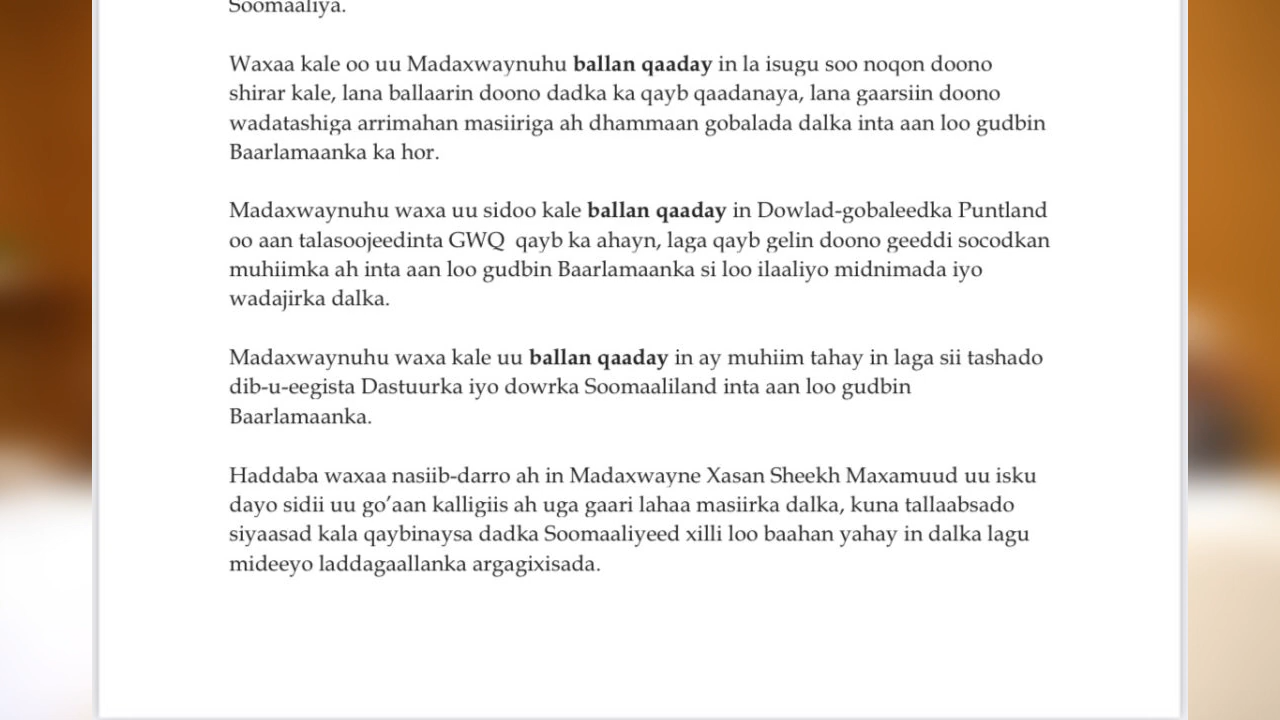 Soomaaliya.
Waxaa kale oo uu Madaxwaynuhu ballan qaaday in la isugu soo noqon doono
shirar kale, lana ballaarin doono dadka ka qayb qaadanaya, lana gaarsiin doono
wadatashiga arrimahan masiiriga ah dhammaan gobalada dalka inta aan loo gudbin
Baarlamaanka ka hor.
Madaxwaynuhu waxa uu sidoo kale ballan qaaday in Dowlad-gobaleedka Puntland
oo aan talasoojeedinta GWQ qayb ka ahayn, laga qayb gelin doono geeddi socodkan
muhiimka ah inta aan loo gudbin Baarlamaanka si loo ilaaliyo midnimada iyo
wadajirka dalka.
Madaxwaynuhu waxa kale uu ballan qaaday in ay muhiim tahay in laga sii tashado
dib-u-eegista Dastuurka iyo dowrka Soomaaliland inta aan loo gudbin
Baarlamaanka.
Haddaba waxaa nasiib-darro ah in Madaxwayne Xasan Sheekh Maxamuud uu isku
dayo sidii uu go’aan kalligiis ah uga gaari lahaa masiirka dalka, kuna tallaabsado
siyaasad kala qaybinaysa dadka Soomaaliyeed xilli loo baahan yahay in dalka lagu
mideeyo laddagaallanka argagixisada.